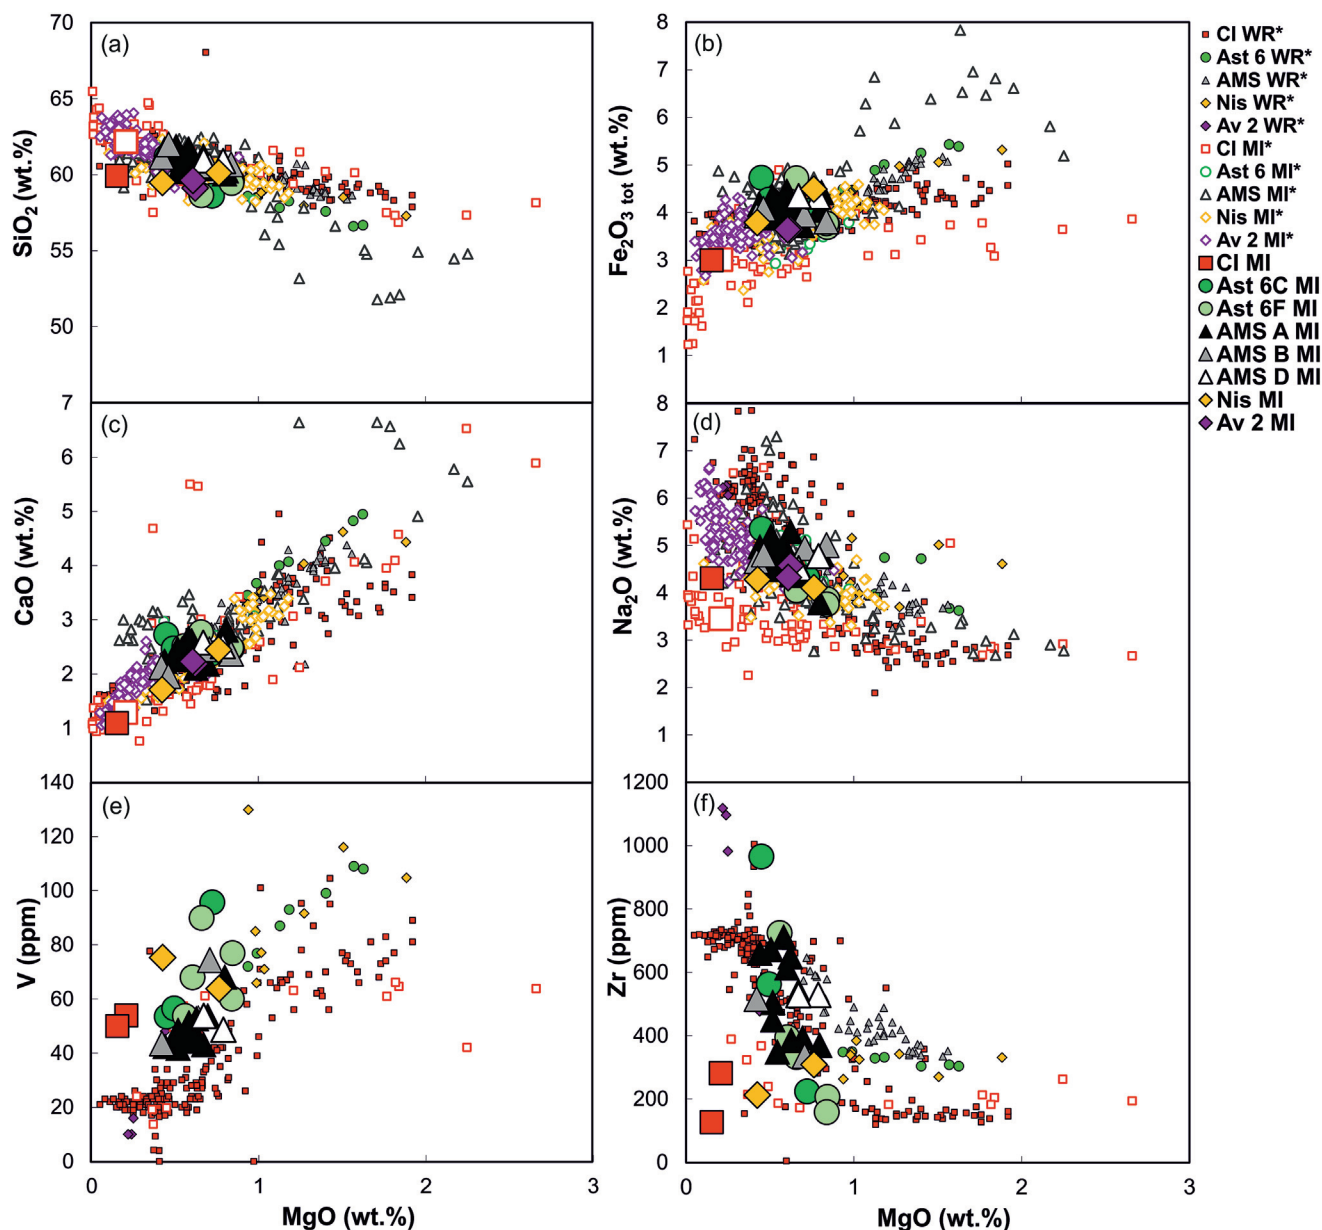 (a)
70
65
60
55
50
7
SiO2 (wt.%)
(b)
8
7
6
5
4
3
2
1
8
Fe2O3 tot (wt.%)
CI WR*
Ast 6 WR*
AMS WR*
Nis WR*
Av 2 WR*
CI MI*
Ast 6 MI*
AMS MI*
Nis MI*
Av 2 MI*
CI MI
Ast 6C MI
Ast 6F MI
AMS A MI
AMS B MI
AMS D MI
Nis MI
Av 2 MI
(c)
6
5
4
3
2
1
140
CaO (wt.%)
(d)
7
6
5
4
3
2
1
1200
Na2O (wt.%)
(e)
120
100
80
60
40
20
0
V (ppm)
0 1 2 3
MgO (wt.%)
(f)
1000
800
600
400
200
0
Zr (ppm)
0 1 2 3
MgO (wt.%)